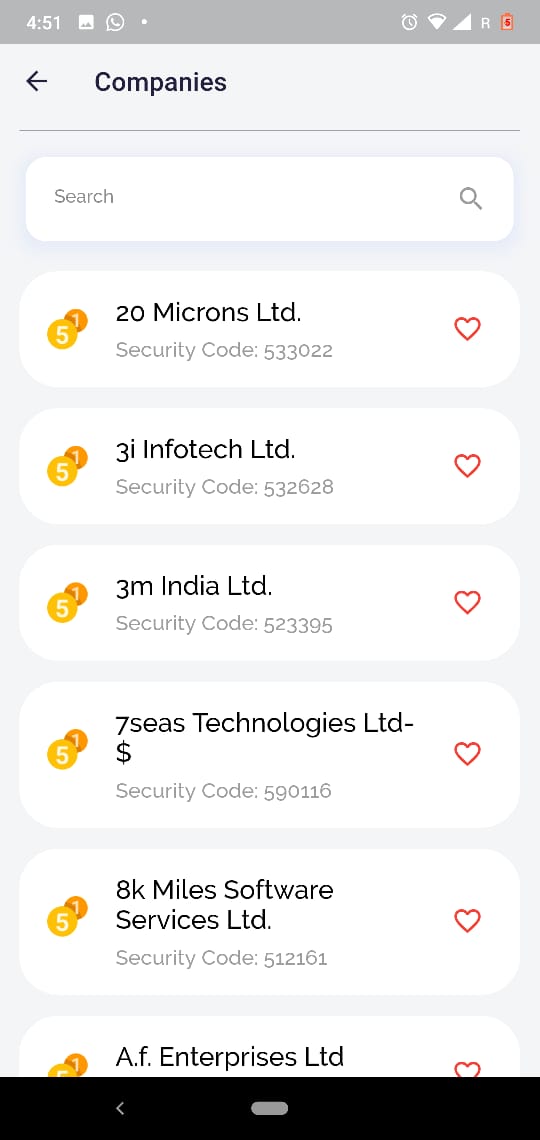 4:51
R
5
Companies
Search
1
5
20 Microns Ltd.
Security Code: 533022
1
5
3i Infotech Ltd.
Security Code: 532628
1
5
3m India Ltd.
Security Code: 523395
1
5
7seas Technologies Ltd-
$
Security Code: 590116
1
5
8k Miles Software
Services Ltd.
Security Code: 512161
1
5
A.f. Enterprises Ltd